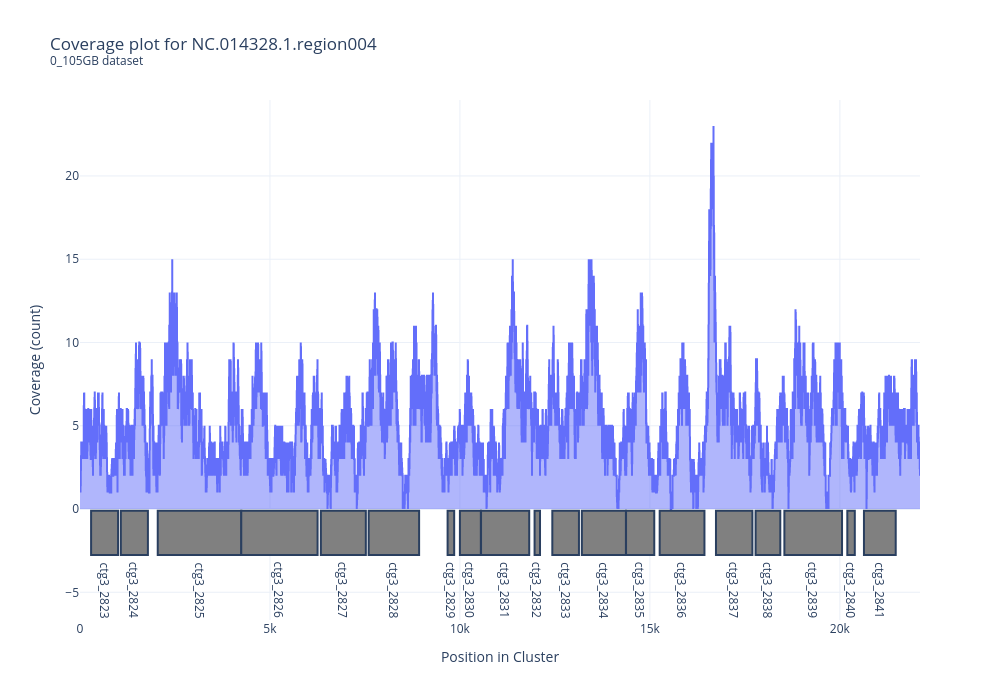 Coverage plot for NC.014328.1.region004
0_105GB dataset
20
15
10
5
0
−5
Coverage (count)
ctg3_2823
ctg3_2824
ctg3_2825
ctg3_2826
ctg3_2827
ctg3_2828
ctg3_2829
ctg3_2830
ctg3_2831
ctg3_2832
ctg3_2833
ctg3_2834
ctg3_2835
ctg3_2836
ctg3_2837
ctg3_2838
ctg3_2839
ctg3_2840
ctg3_2841
0
5k
10k
15k
20k
Position in Cluster